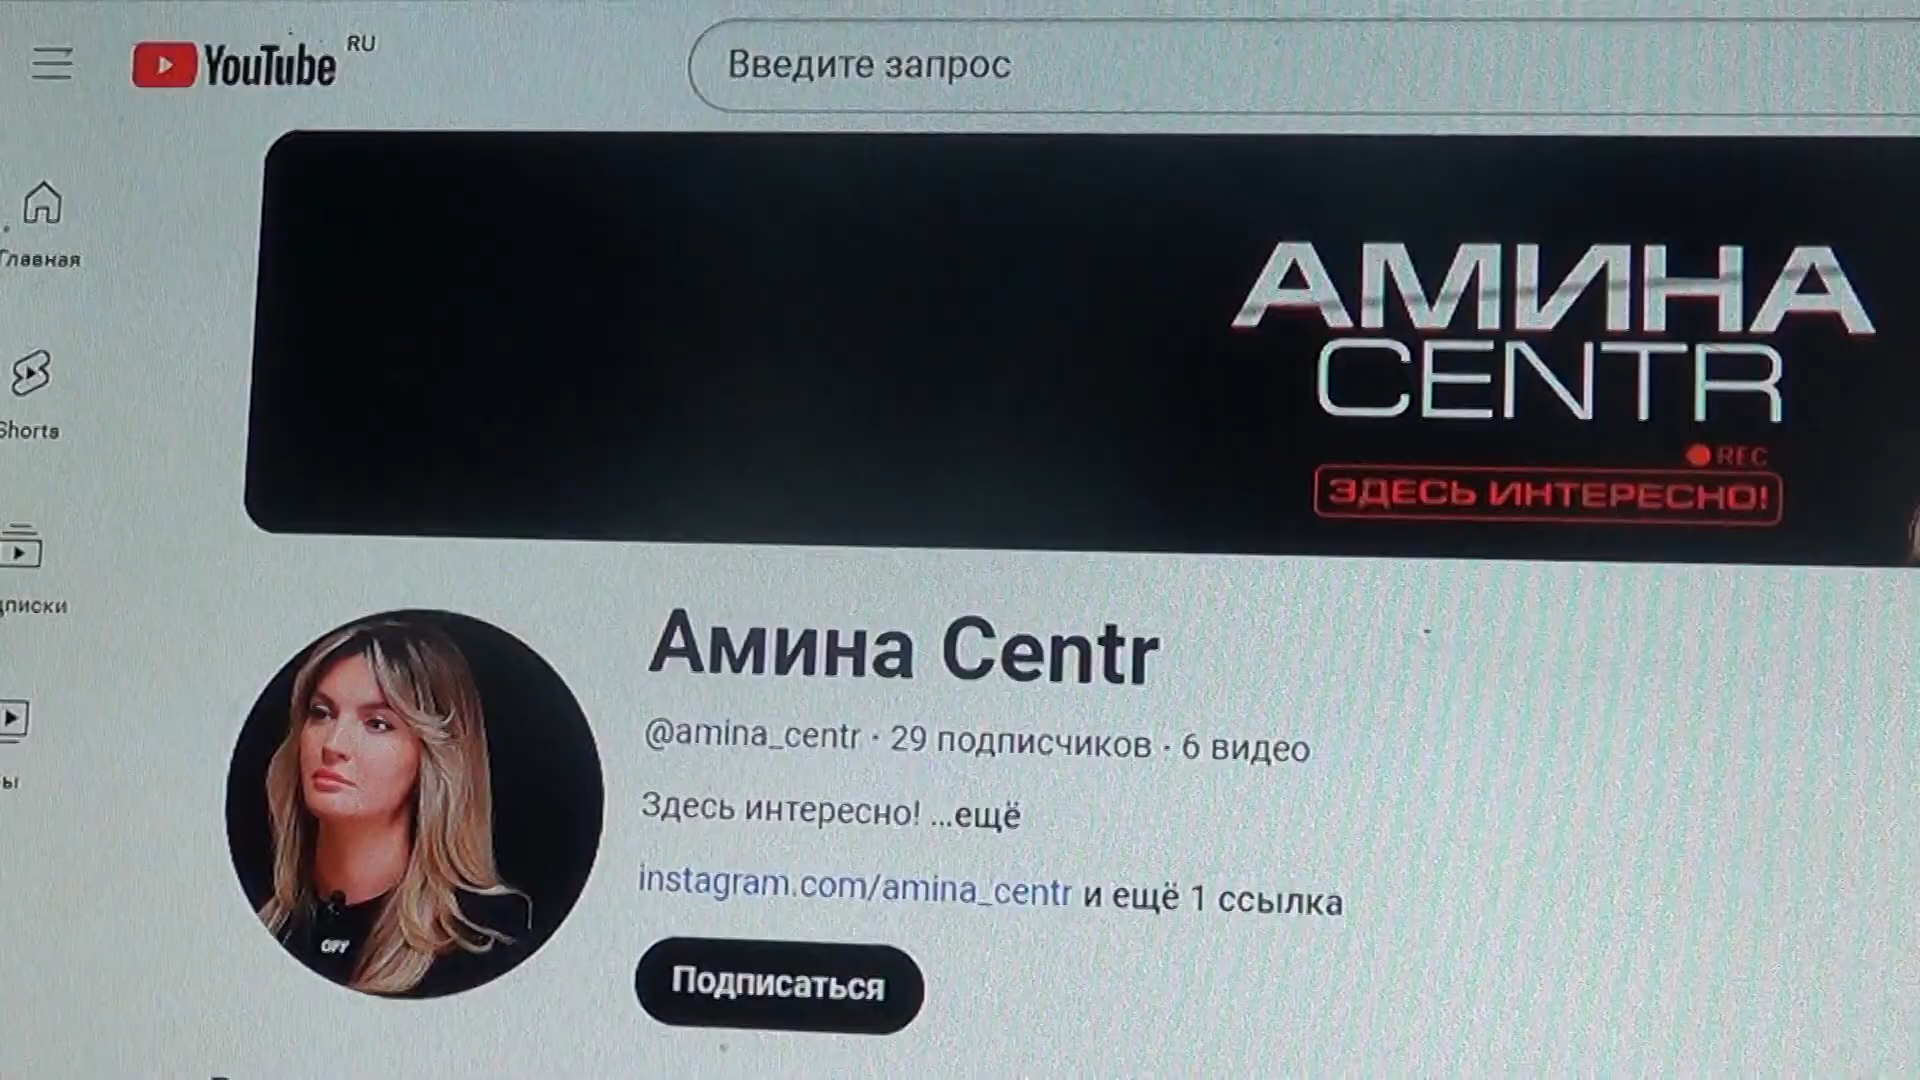 YouTube RU
Введите запрос
Главная
Shorts
АМИНА
CENTR
REC
ЗДЕСЬ ИНТЕРЕСНО!
Амина Centr
@amina_centr · 29 подписчиков · 6 видео
Здесь интересно! ...ещё
instagram.com/amina_centr и ещё 1 ссылка
Подписаться